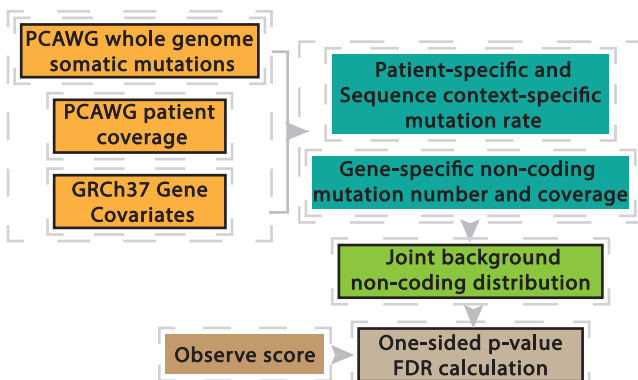 PCAWG whole genome
somatic mutations
PCAWG patient
coverage
GRCh37 Gene
Covariates
Patient-specific and
Sequence context-specific
mutation rate
Gene-specific non-coding
mutation number and coverage
Joint background
non-coding distribution
Observe score
One-sided p-value
FDR calculation